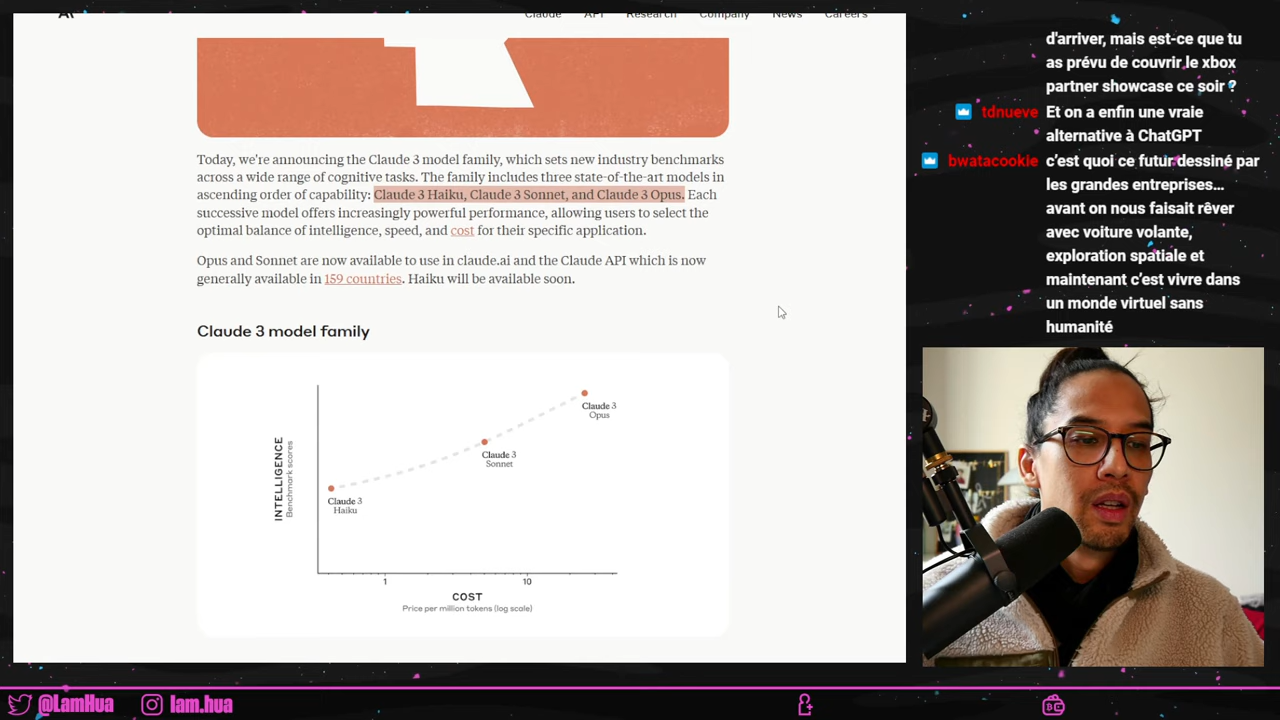 Claude API Research Company News Careers
Today, we're announcing the Claude 3 model family, which sets new industry benchmarks
across a wide range of cognitive tasks. The family includes three state-of-the-art models in
ascending order of capability: Claude 3 Haiku, Claude 3 Sonnet, and Claude 3 Opus. Each
successive model offers increasingly powerful performance, allowing users to select the
optimal balance of intelligence, speed, and cost for their specific application.
Opus and Sonnet are now available to use in claude.ai and the Claude API which is now
generally available in 159 countries. Haiku will be available soon.
Claude 3 model family
INTELLIGENCE
Benchmark scores
Claude 3
Opus
Claude 3
Sonnet
Claude 3
Haiku
1
10
COST
Price per million tokens (log scale)
d'arriver, mais est-ce que tu
as prévu de couvrir le xbox
partner showcase ce soir ?
tdnueve Et on a enfin une vraie
alternative à ChatGPT
bwatacookie c’est quoi ce futur dessiné par
les grandes entreprises...
avant on nous faisait rêver
avec voiture volante,
exploration spatiale et
maintenant c’est vivre dans
un monde virtuel sans
humanité
@LamHua
lam.hua